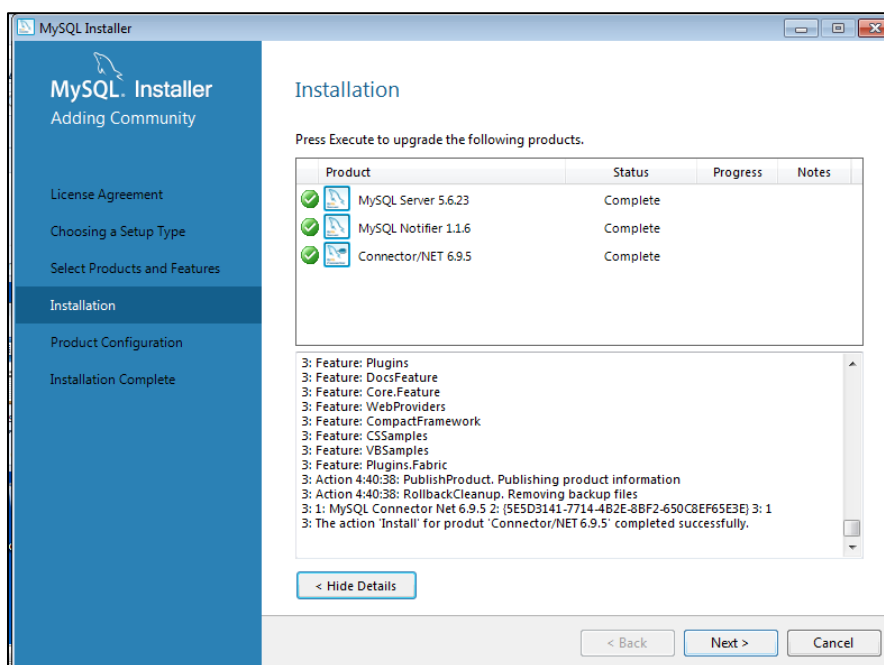 MySQL Installer
MySQL. Installer
Adding Community
License Agreement
Choosing a Setup Type
Select Products and Features
Installation
Product Configuration
Installation Complete
Installation
Press Execute to upgrade the following products.
Product Status Progress Notes
MySQL Server 5.6.23 Complete
MySQL Notifier 1.1.6 Complete
Connector/NET 6.9.5 Complete
3: Feature: Plugins
3: Feature: DocsFeature
3: Feature: Core.Feature
3: Feature: WebProviders
3: Feature: CompactFramework
3: Feature: CSSamples
3: Feature: VBSamples
3: Feature: Plugins.Fabric
3: Action 4:40:38: PublishProduct. Publishing product information
3: Action 4:40:38: RollbackCleanup. Removing backup files
3: 1: MySQL Connector Net 6.9.5 2: {5E5D3141-7714-4B2E-8BF2-650C8EF65E3E} 3: 1
3: The action 'Install' for produt 'Connector/NET 6.9.5' completed successfully.
< Hide Details
< Back Next > Cancel